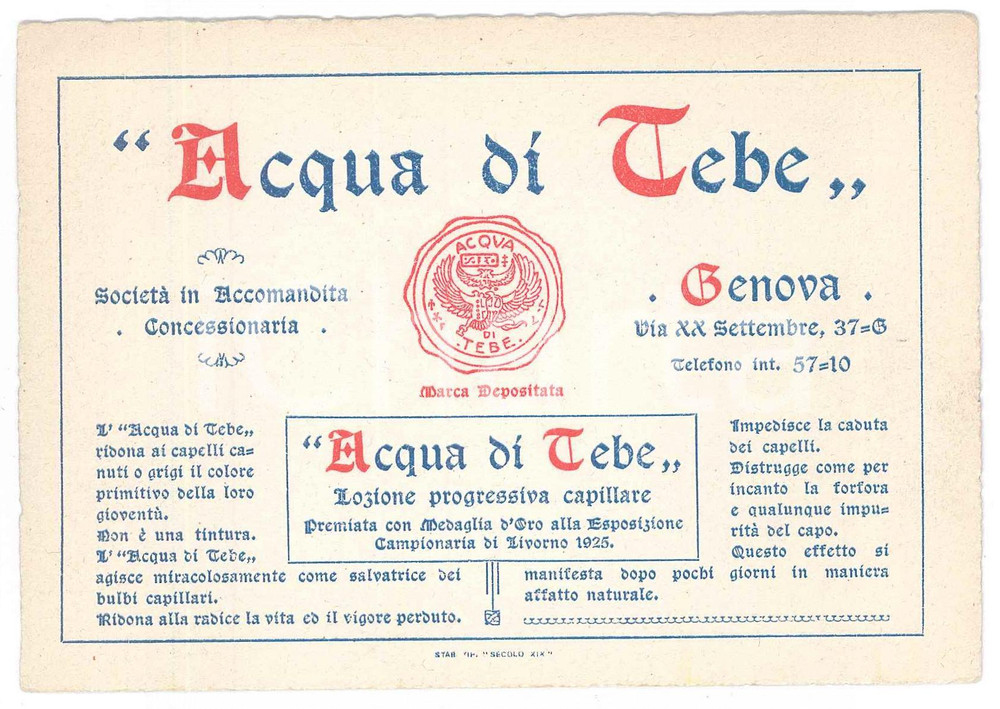 “Acqua di Tebe„
Società in Accomandita
. Concessionaria .
ACQVA
DI
. TEBE .
Marca Depositata
. Genova .
Via XX Settembre, 37=G
Telefono int. 57=10
L' “Acqua di Tebe„
ridona ai capelli ca=
nuti o grigi il colore
primitivo della loro
gioventù.
Non è una tintura.
L' “Acqua di Tebe„
agisce miracolosamente come salvatrice dei
bulbi capillari.
Ridona alla radice la vita ed il vigore perduto.
“Acqua di Tebe„
Lozione progressiva capillare
Premiata con Medaglia d'Oro alla Esposizione
Campionaria di Livorno 1925.
Impedisce la caduta
dei capelli.
Distrugge come per
incanto la forfora
e qualunque impu=
rità del capo.
Questo effetto si
manifesta dopo pochi giorni in maniera
affatto naturale.
STAB. TIP. "SECOLO XIX"